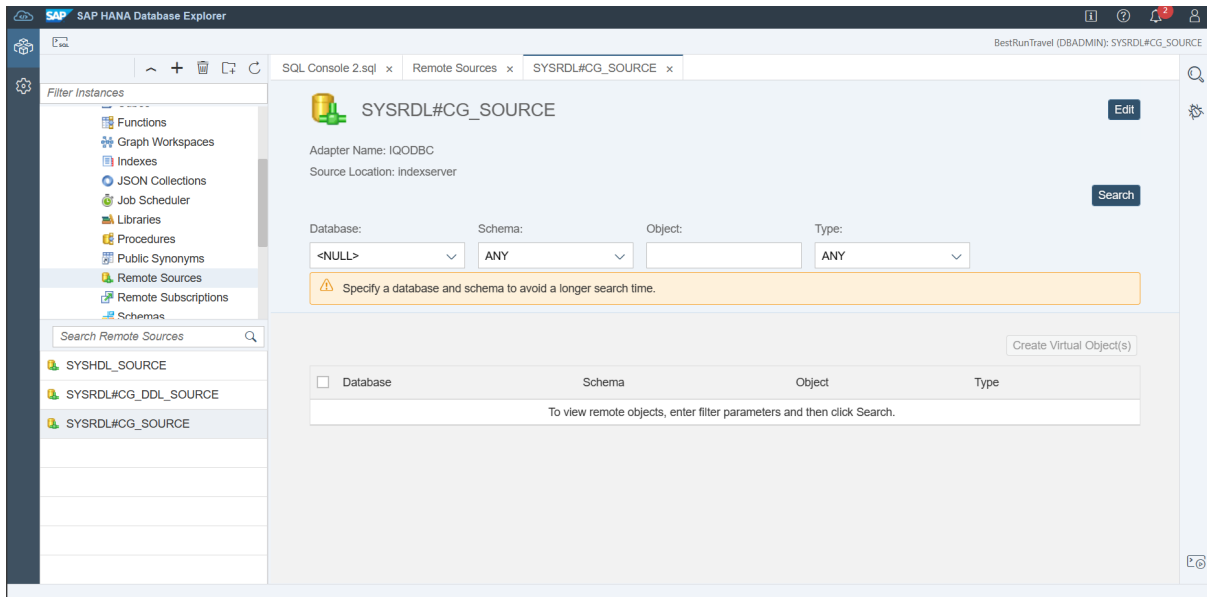 SAP SAP HANA Database Explorer
2
BestRunTravel (DBADMIN): SYSRDL#CG_SOURCE
SQL Console 2.sql x
Remote Sources x
SYSRDL#CG_SOURCE x
Filter Instances
Functions
Graph Workspaces
Indexes
JSON Collections
Job Scheduler
Libraries
Procedures
Public Synonyms
Remote Sources
Remote Subscriptions
Schemas
Search Remote Sources
SYSHDL_SOURCE
SYSRDL#CG_DDL_SOURCE
SYSRDL#CG_SOURCE
SYSRDL#CG_SOURCE
Edit
Adapter Name: IQODBC
Source Location: indexserver
Search
Database: Schema: Object: Type:
<NULL> ANY ANY
Specify a database and schema to avoid a longer search time.
Create Virtual Object(s)
Database Schema Object Type
To view remote objects, enter filter parameters and then click Search.